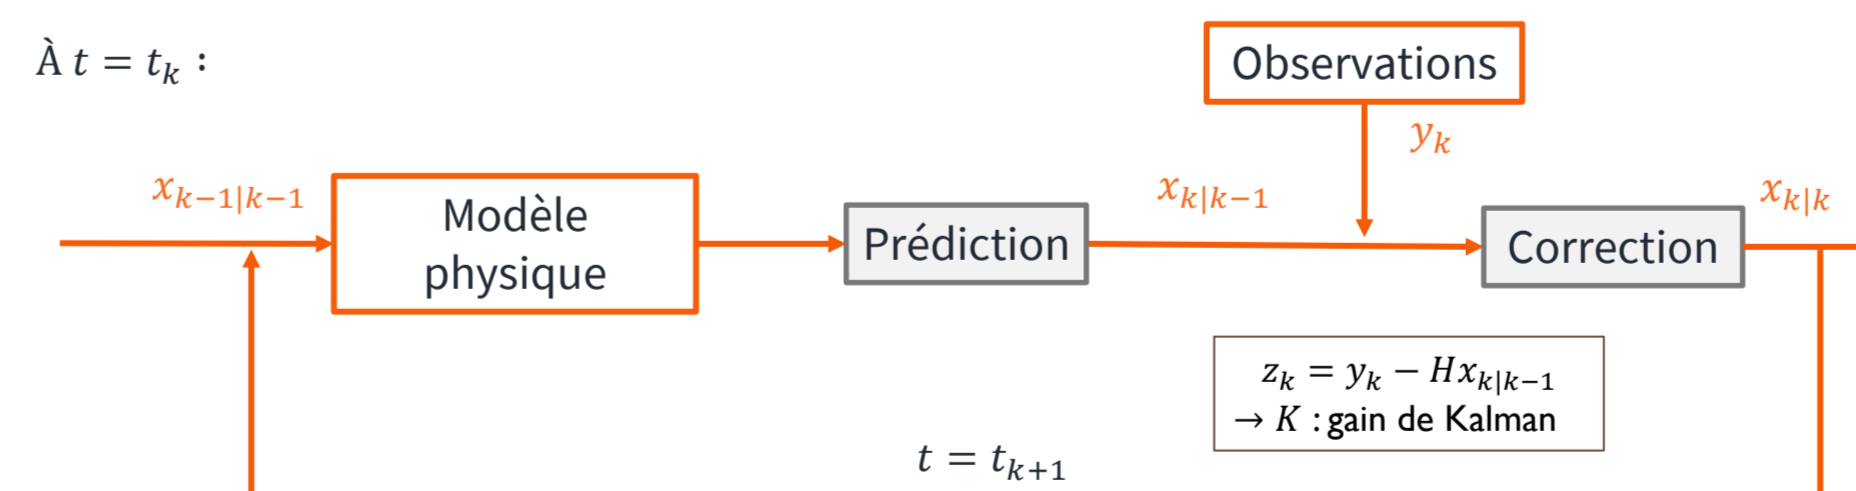 À t = t_k :
Observations
y_k
x_{k-1|k-1}
Modèle
physique
Prédiction
x_{k|k-1}
Correction
x_{k|k}
z_k = y_k − Hx_{k|k-1}
→ K : gain de Kalman
t = t_{k+1}